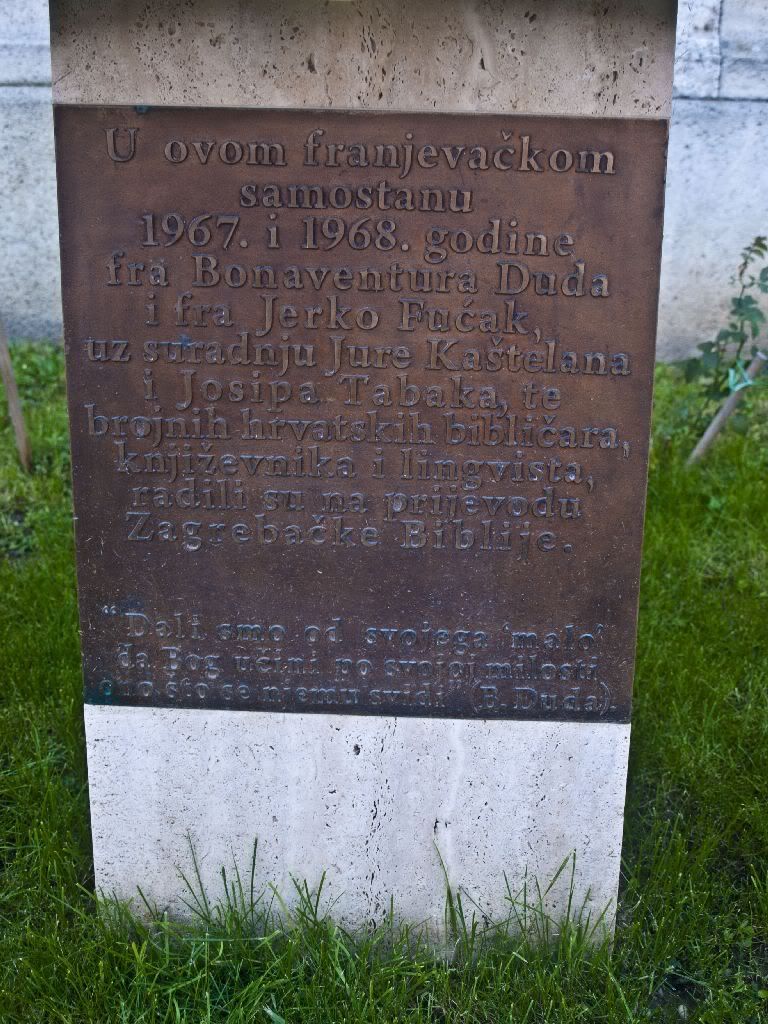 U ovom franjevačkom
samostanu
1967. i 1968. godine
fra Bonaventura Duda
i fra Jerko Fućak,
uz suradnju Jure Kaštelana
i Josipa Tabaka, te
brojnih hrvatskih bibličara,
književnika i lingvista,
radili su na prijevodu
Zagrebačke Biblije.
“Dali smo od svojega ‘malo’
da Bog učini po svojoj milosti
ono što se njemu svidi” (B. Duda).